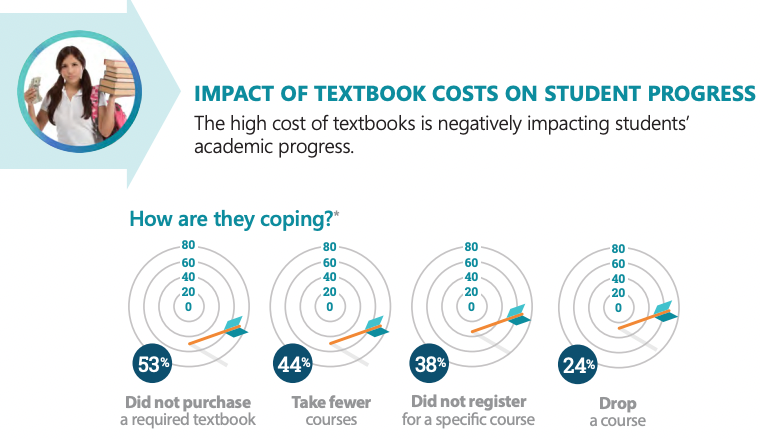 IMPACT OF TEXTBOOK COSTS ON STUDENT PROGRESS
The high cost of textbooks is negatively impacting students’
academic progress.
How are they coping?*
80
60
40
20
0
53%
Did not purchase
a required textbook
80
60
40
20
0
44%
Take fewer
courses
80
60
40
20
0
38%
Did not register
for a specific course
80
60
40
20
0
24%
Drop
a course